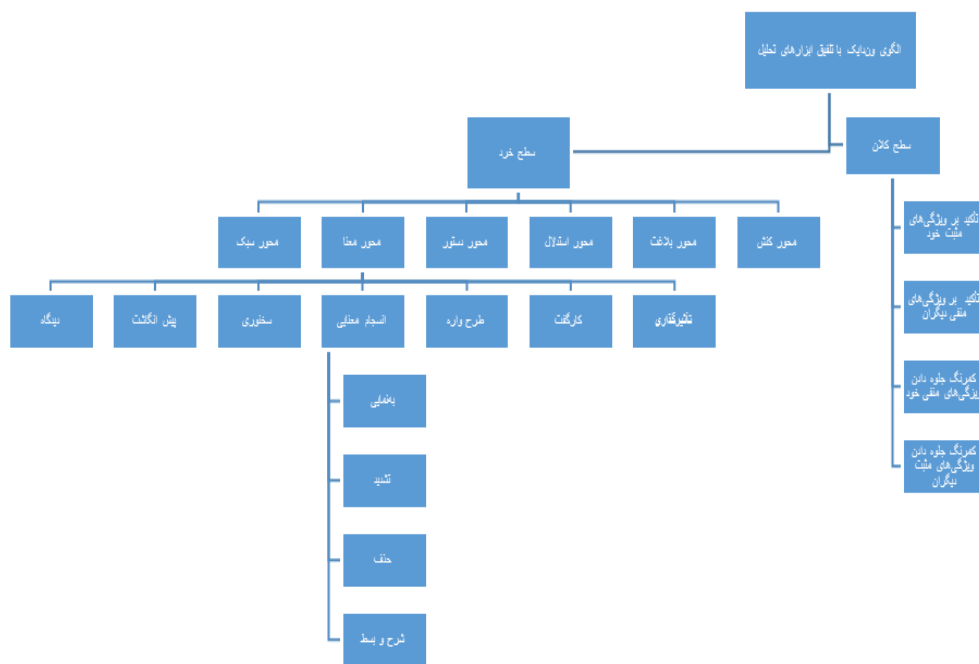 الگوی ون‌دایک با تلفیق ابزارهای تحلیل
سطح کلان
سطح خرد
تأکید بر ویژگی‌های
مثبت خود
تأکید بر ویژگی‌های
منفی دیگران
کمرنگ جلوه دادن
ویژگی‌های منفی خود
کمرنگ جلوه دادن
ویژگی‌های مثبت
دیگران
محور کنش
محور بلاغت
محور استدلال
محور دستور
محور معنا
محور سبک
تأثیرگذاری
کارگفت
طرح واره
انسجام معنایی
سخنوری
پیش انگاشت
دیدگاه
به‌نمایی
تشدید
حذف
شرح و بسط